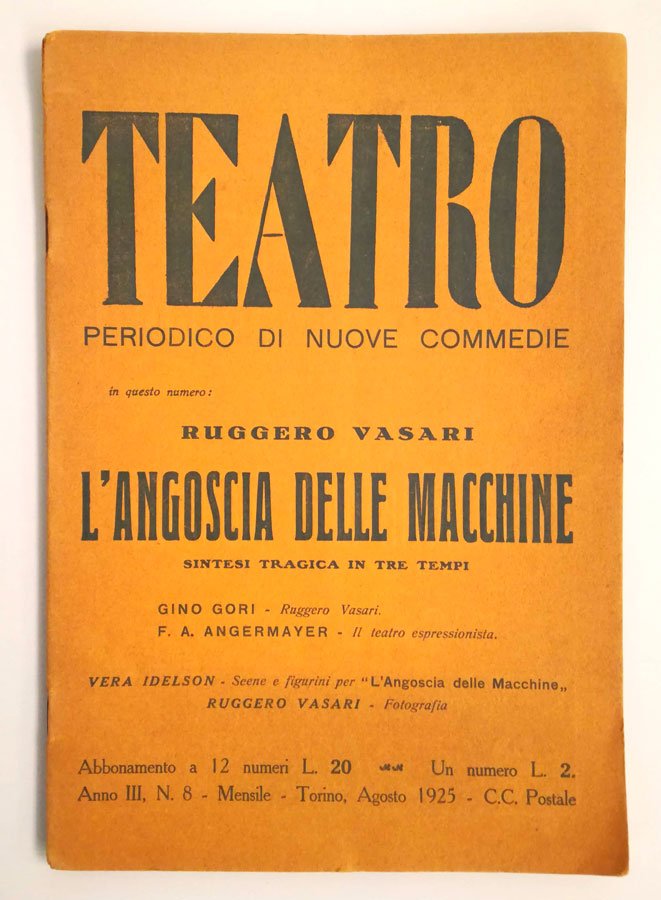 TEATRO
PERIODICO DI NUOVE COMMEDIE
in questo numero:
RUGGERO VASARI
L'ANGOSCIA DELLE MACCHINE
SINTESI TRAGICA IN TRE TEMPI
GINO GORI - Ruggero Vasari.
F. A. ANGERMAYER - Il teatro espressionista.
VERA IDELSON - Scene e figurini per "L'Angoscia delle Macchine„
RUGGERO VASARI - Fotografia
Abbonamento a 12 numeri L. 20 Un numero L. 2.
Anno III, N. 8 - Mensile - Torino, Agosto 1925 - C.C. Postale